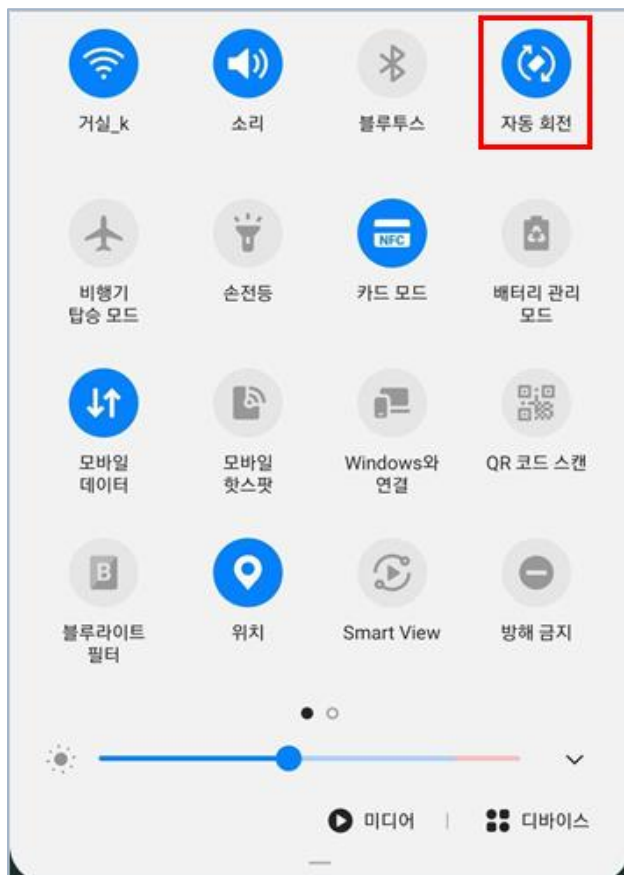 거실_k
소리
블루투스
자동 회전
비행기
탑승 모드
손전등
NFC
카드 모드
배터리 관리
모드
모바일
데이터
모바일
핫스팟
Windows와
연결
QR 코드 스캔
B
블루라이트
필터
위치
Smart View
방해 금지
미디어
디바이스